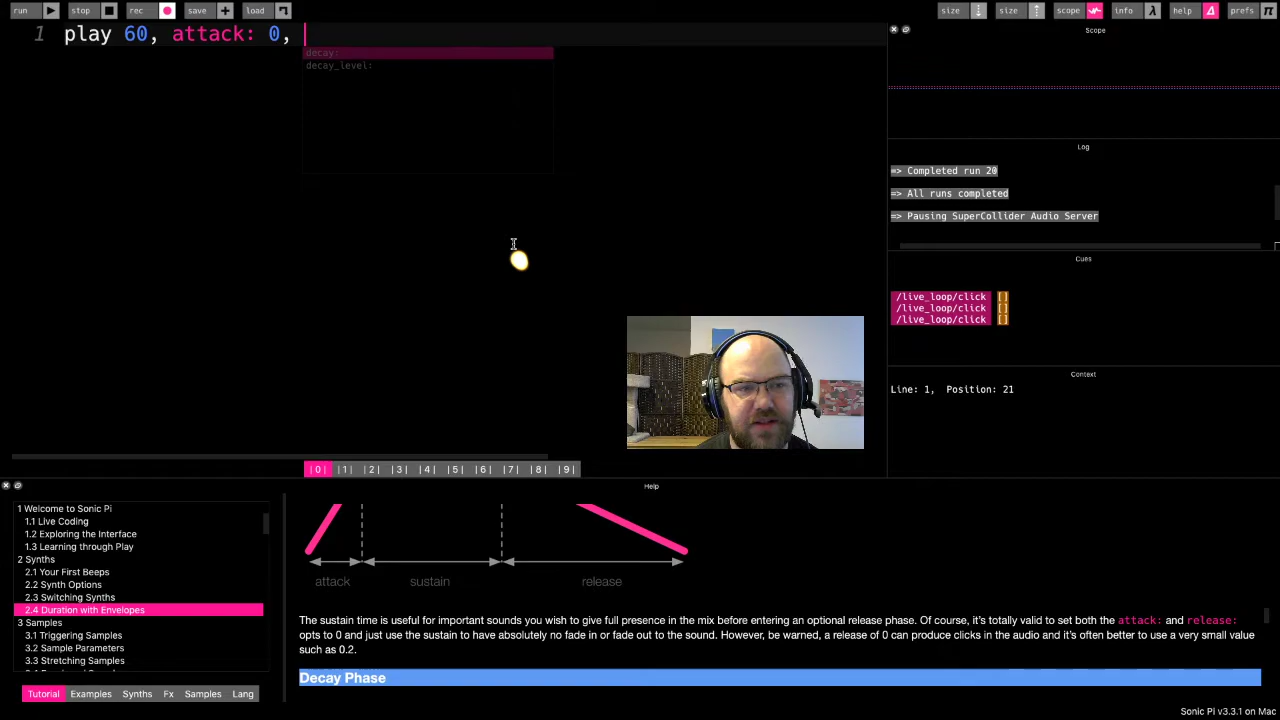 run stop rec save load size size scope info help prefs
1 play 60, attack: 0,
decay:
decay_level:
Scope
Log
=> Completed run 20
=> All runs completed
=> Pausing SuperCollider Audio Server
Cues
/live_loop/click []
/live_loop/click []
/live_loop/click []
Context
Line: 1, Position: 21
|0| |1| |2| |3| |4| |5| |6| |7| |8| |9|
Help
1 Welcome to Sonic Pi
1.1 Live Coding
1.2 Exploring the Interface
1.3 Learning through Play
2 Synths
2.1 Your First Beeps
2.2 Synth Options
2.3 Switching Synths
2.4 Duration with Envelopes
3 Samples
3.1 Triggering Samples
3.2 Sample Parameters
3.3 Stretching Samples
Tutorial Examples Synths Fx Samples Lang
attack sustain release
The sustain time is useful for important sounds you wish to give full presence in the mix before entering an optional release phase. Of course, it's totally valid to set both the attack: and release:
opts to 0 and just use the sustain to have absolutely no fade in or fade out to the sound. However, be warned, a release of 0 can produce clicks in the audio and it's often better to use a very small value
such as 0.2.
Decay Phase
Sonic Pi v3.3.1 on Mac